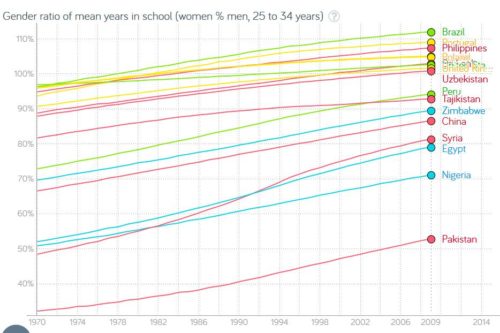 Gender ratio of mean years in school (women % men, 25 to 34 years) ?
110%
100%
90%
80%
70%
60%
50%
40%
1970 1974 1978 1982 1986 1990 1994 1998 2002 2006 2009 2014
Brazil
Portugal
Philippines
Uzbekistan
Peru
Tajikistan
Zimbabwe
China
Syria
Egypt
Nigeria
Pakistan